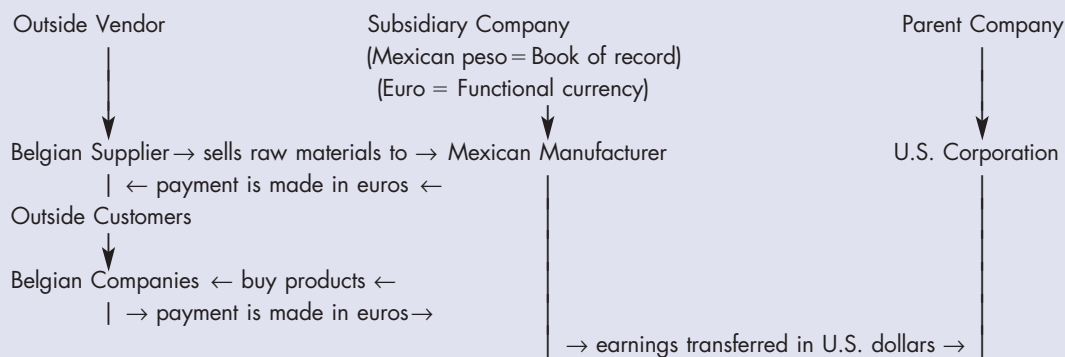 Outside Vendor Subsidiary Company Parent Company
(Mexican peso = Book of record)
(Euro = Functional currency)
Belgian Supplier → sells raw materials to → Mexican Manufacturer U.S. Corporation
| ← payment is made in euros ←
Outside Customers
Belgian Companies ← buy products ←
| → payment is made in euros→
→ earnings transferred in U.S. dollars →